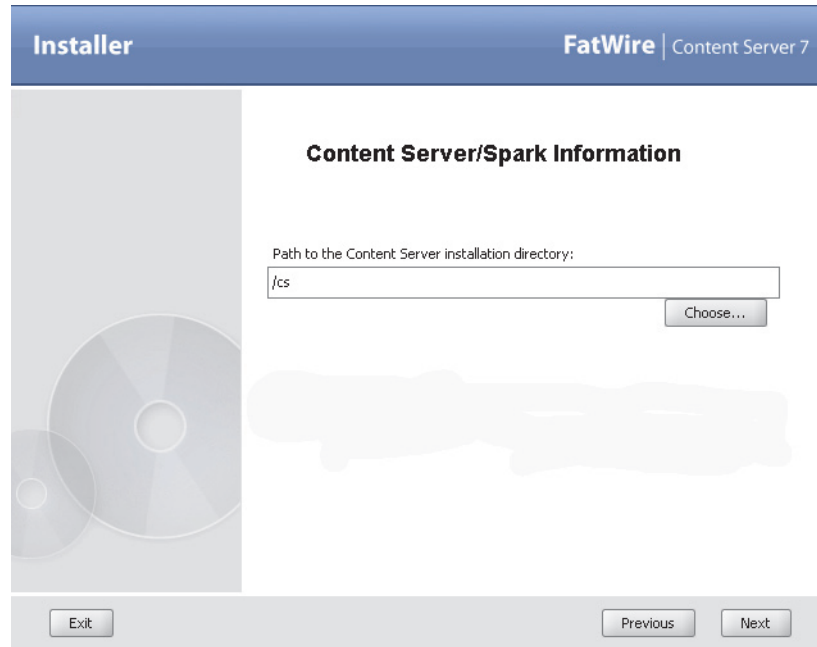 Installer
FatWire | Content Server 7
Content Server/Spark Information
Path to the Content Server installation directory:
/cs
Choose...
Exit
Previous
Next